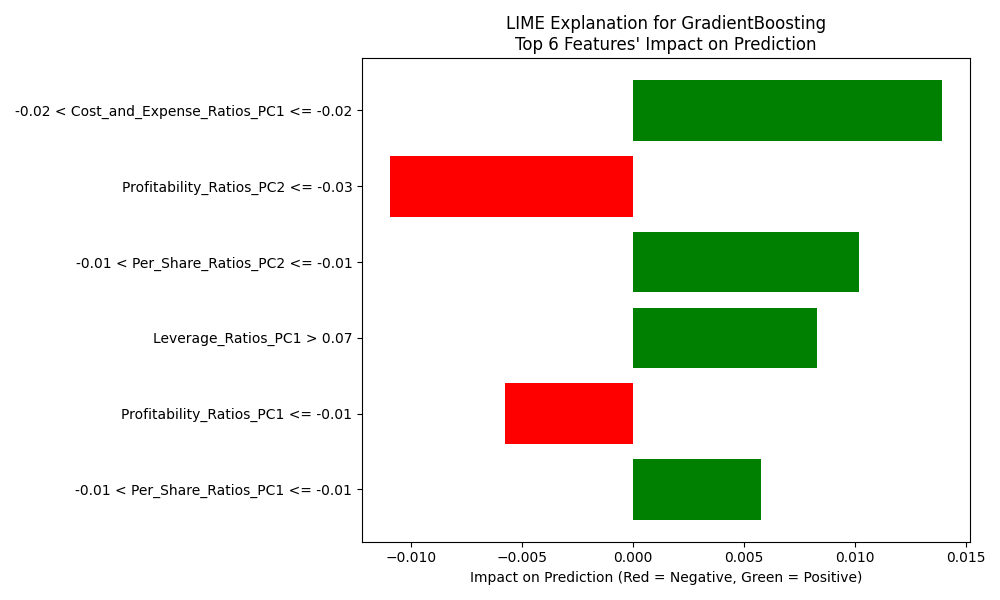 LIME Explanation for GradientBoosting
Top 6 Features' Impact on Prediction
-0.02 < Cost_and_Expense_Ratios_PC1 <= -0.02
Profitability_Ratios_PC2 <= -0.03
-0.01 < Per_Share_Ratios_PC2 <= -0.01
Leverage_Ratios_PC1 > 0.07
Profitability_Ratios_PC1 <= -0.01
-0.01 < Per_Share_Ratios_PC1 <= -0.01
−0.010 −0.005 0.000 0.005 0.010 0.015
Impact on Prediction (Red = Negative, Green = Positive)